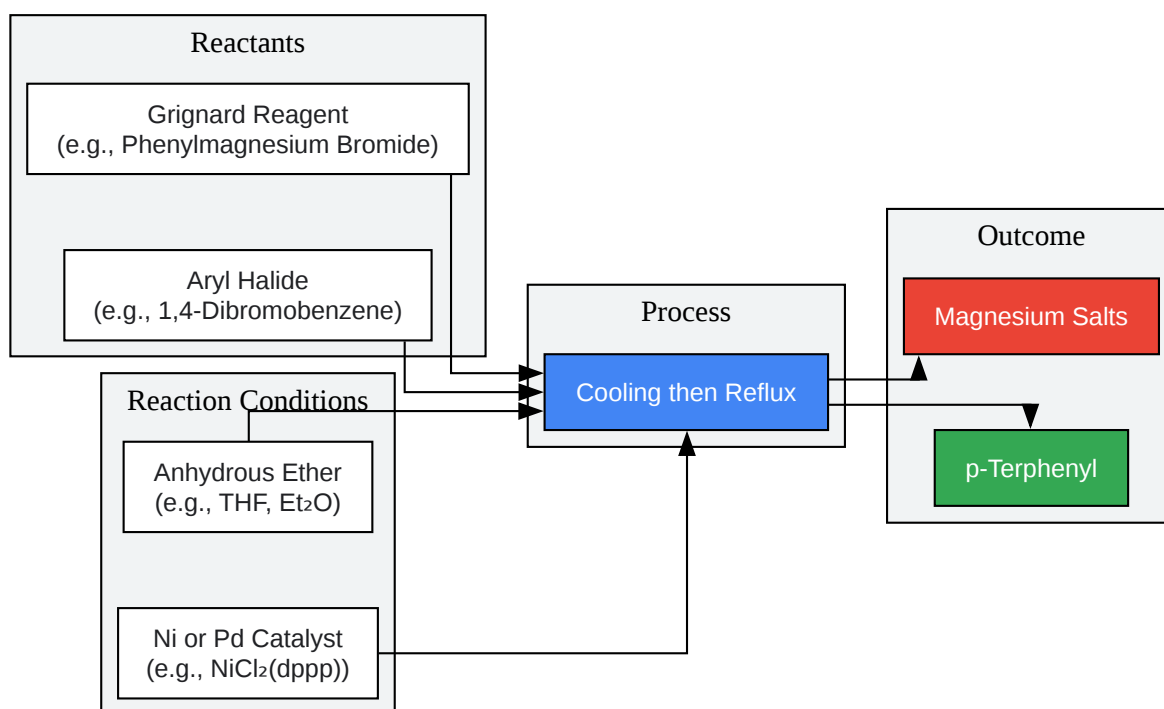 Reactants
Grignard Reagent
(e.g., Phenylmagnesium Bromide)
Aryl Halide
(e.g., 1,4-Dibromobenzene)
Reaction Conditions
Anhydrous Ether
(e.g., THF, Et₂O)
Ni or Pd Catalyst
(e.g., NiCl₂(dppp))
Process
Cooling then Reflux
Outcome
Magnesium Salts
p-Terphenyl